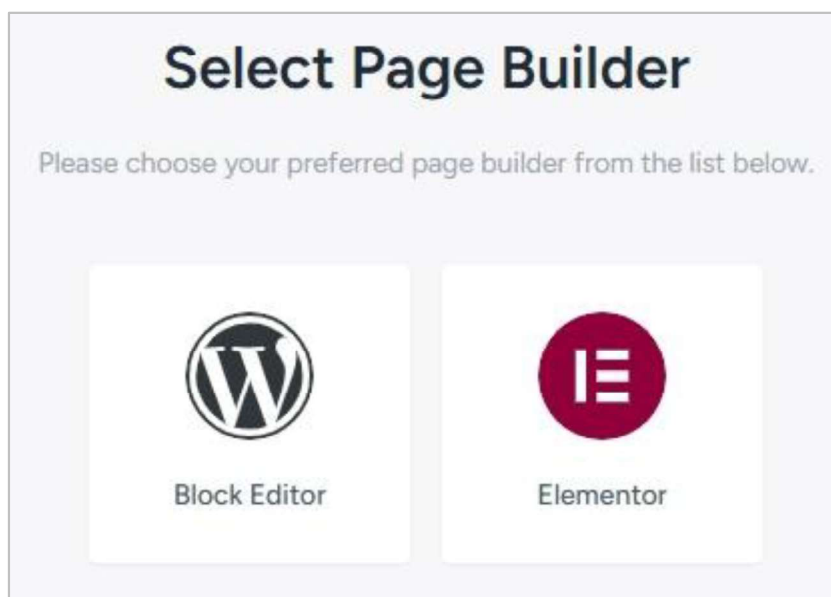 Select Page Builder
Please choose your preferred page builder from the list below.
Block Editor
Elementor